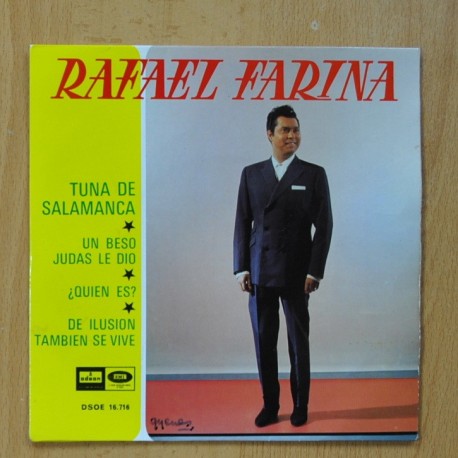 RAFAEL FARINA
TUNA DE
SALAMANCA
UN BESO
JUDAS LE DIO
¿QUIEN ES?
DE ILUSION
TAMBIEN SE VIVE
odeon
EMI
DSOE 16.716